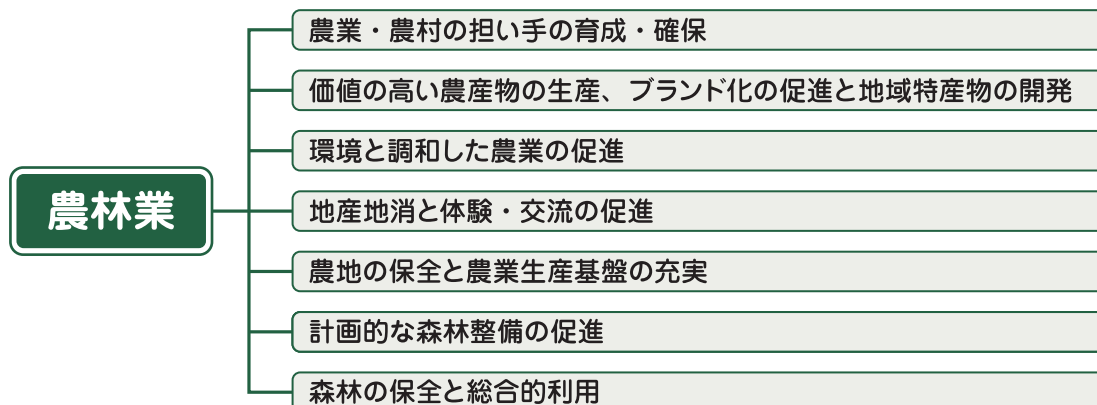 農林業
農業・農村の担い手の育成・確保
価値の高い農産物の生産、ブランド化の促進と地域特産物の開発
環境と調和した農業の促進
地産地消と体験・交流の促進
農地の保全と農業生産基盤の充実
計画的な森林整備の促進
森林の保全と総合的利用